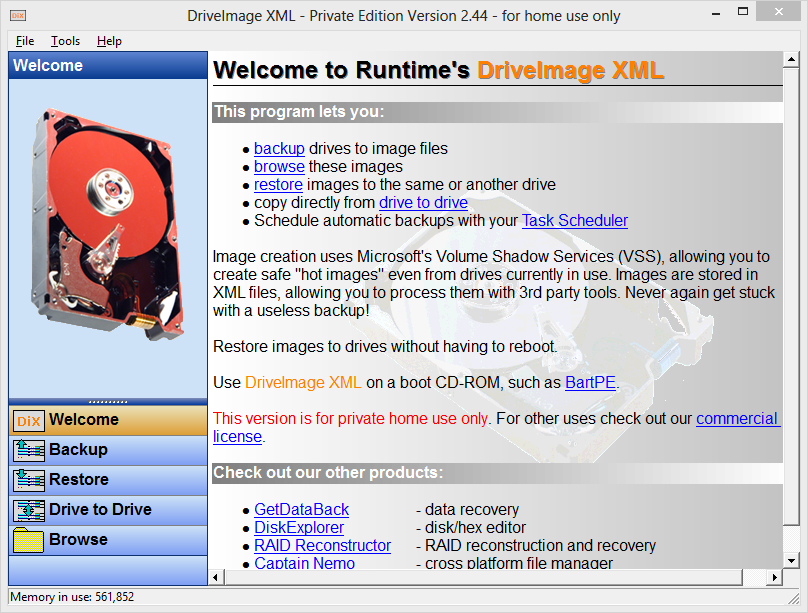 DiX DriveImage XML - Private Edition Version 2.44 - for home use only
File Tools Help
Welcome
DiX Welcome
Backup
Restore
Drive to Drive
Browse
Welcome to Runtime's DriveImage XML
This program lets you:
• backup drives to image files
• browse these images
• restore images to the same or another drive
• copy directly from drive to drive
• Schedule automatic backups with your Task Scheduler
Image creation uses Microsoft's Volume Shadow Services (VSS), allowing you to
create safe "hot images" even from drives currently in use. Images are stored in
XML files, allowing you to process them with 3rd party tools. Never again get stuck
with a useless backup!
Restore images to drives without having to reboot.
Use DriveImage XML on a boot CD-ROM, such as BartPE.
This version is for private home use only. For other uses check out our commercial
license.
Check out our other products:
• GetDataBack - data recovery
• DiskExplorer - disk/hex editor
• RAID Reconstructor - RAID reconstruction and recovery
• Captain Nemo - cross platform file manager
Memory in use: 561,852